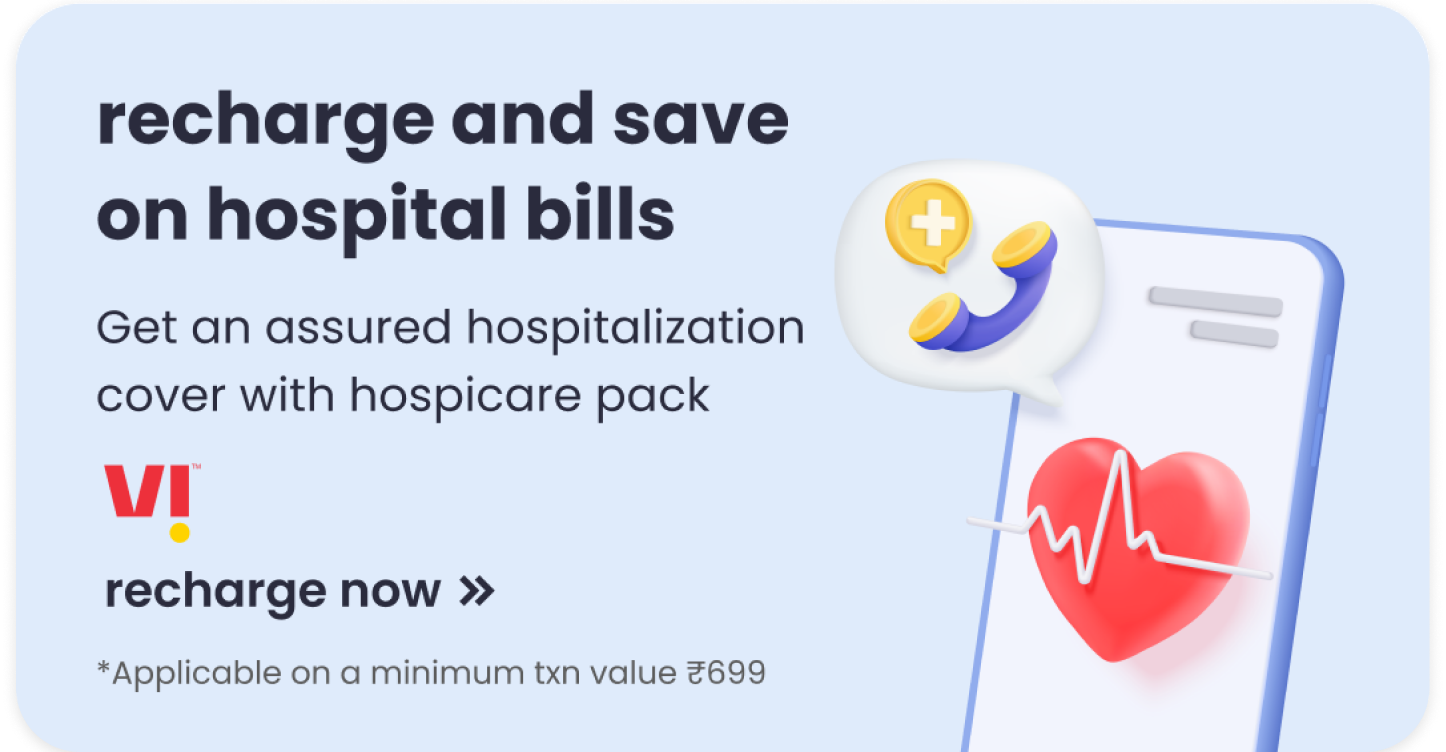 recharge and save
on hospital bills
Get an assured hospitalization
cover with hospicare pack
VI™
recharge now »
*Applicable on a minimum txn value ₹699